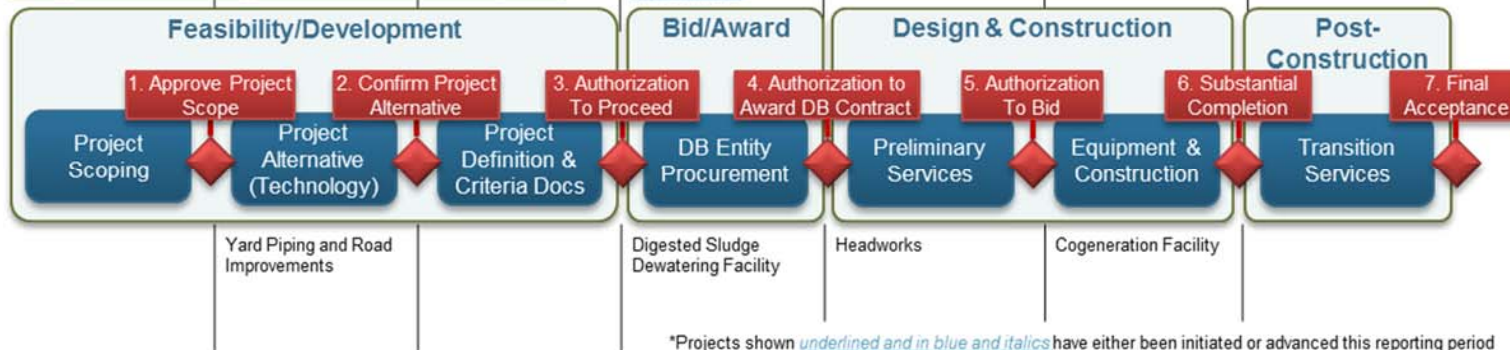 Feasibility/Development
Bid/Award
Design & Construction
Post-
Construction
1. Approve Project
Scope
2. Confirm Project
Alternative
3. Authorization
To Proceed
4. Authorization to
Award DB Contract
5. Authorization
To Bid
6. Substantial
Completion
7. Final
Acceptance
Project
Scoping
Project
Alternative
(Technology)
Project
Definition &
Criteria Docs
DB Entity
Procurement
Preliminary
Services
Equipment &
Construction
Transition
Services
Yard Piping and Road
Improvements
Digested Sludge
Dewatering Facility
Headworks
Cogeneration Facility
*Projects shown underlined and in blue and italics have either been initiated or advanced this reporting period